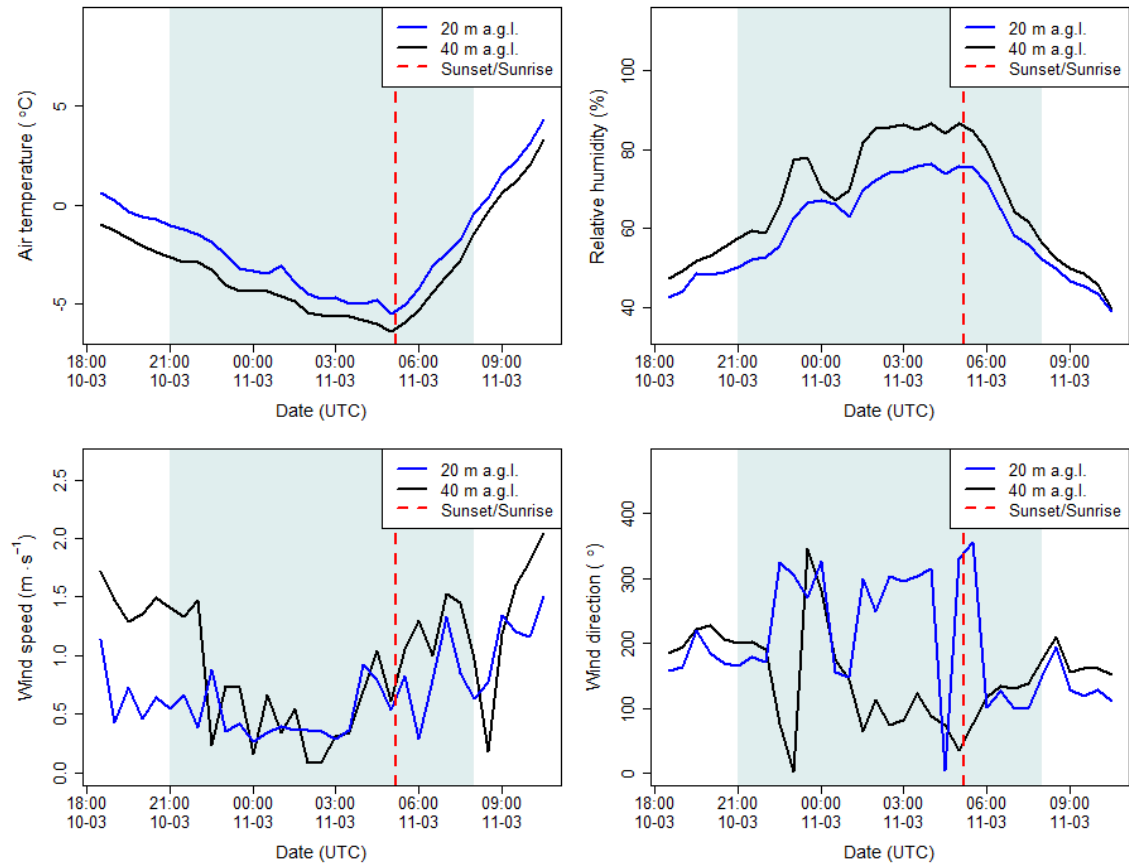 20 m a.g.l.
40 m a.g.l.
Sunset/Sunrise
Air temperature ( °C)
5
0
-5
18:00 21:00 00:00 03:00 06:00 09:00
10-03 10-03 11-03 11-03 11-03 11-03
Date (UTC)
20 m a.g.l.
40 m a.g.l.
Sunset/Sunrise
Relative humidity (%)
100
80
60
40
18:00 21:00 00:00 03:00 06:00 09:00
10-03 10-03 11-03 11-03 11-03 11-03
Date (UTC)
20 m a.g.l.
40 m a.g.l.
Sunset/Sunrise
Wind speed (m · s⁻¹)
2.5
2.0
1.5
1.0
0.5
0.0
18:00 21:00 00:00 03:00 06:00 09:00
10-03 10-03 11-03 11-03 11-03 11-03
Date (UTC)
20 m a.g.l.
40 m a.g.l.
Sunset/Sunrise
Wind direction ( °)
400
300
200
100
0
18:00 21:00 00:00 03:00 06:00 09:00
10-03 10-03 11-03 11-03 11-03 11-03
Date (UTC)